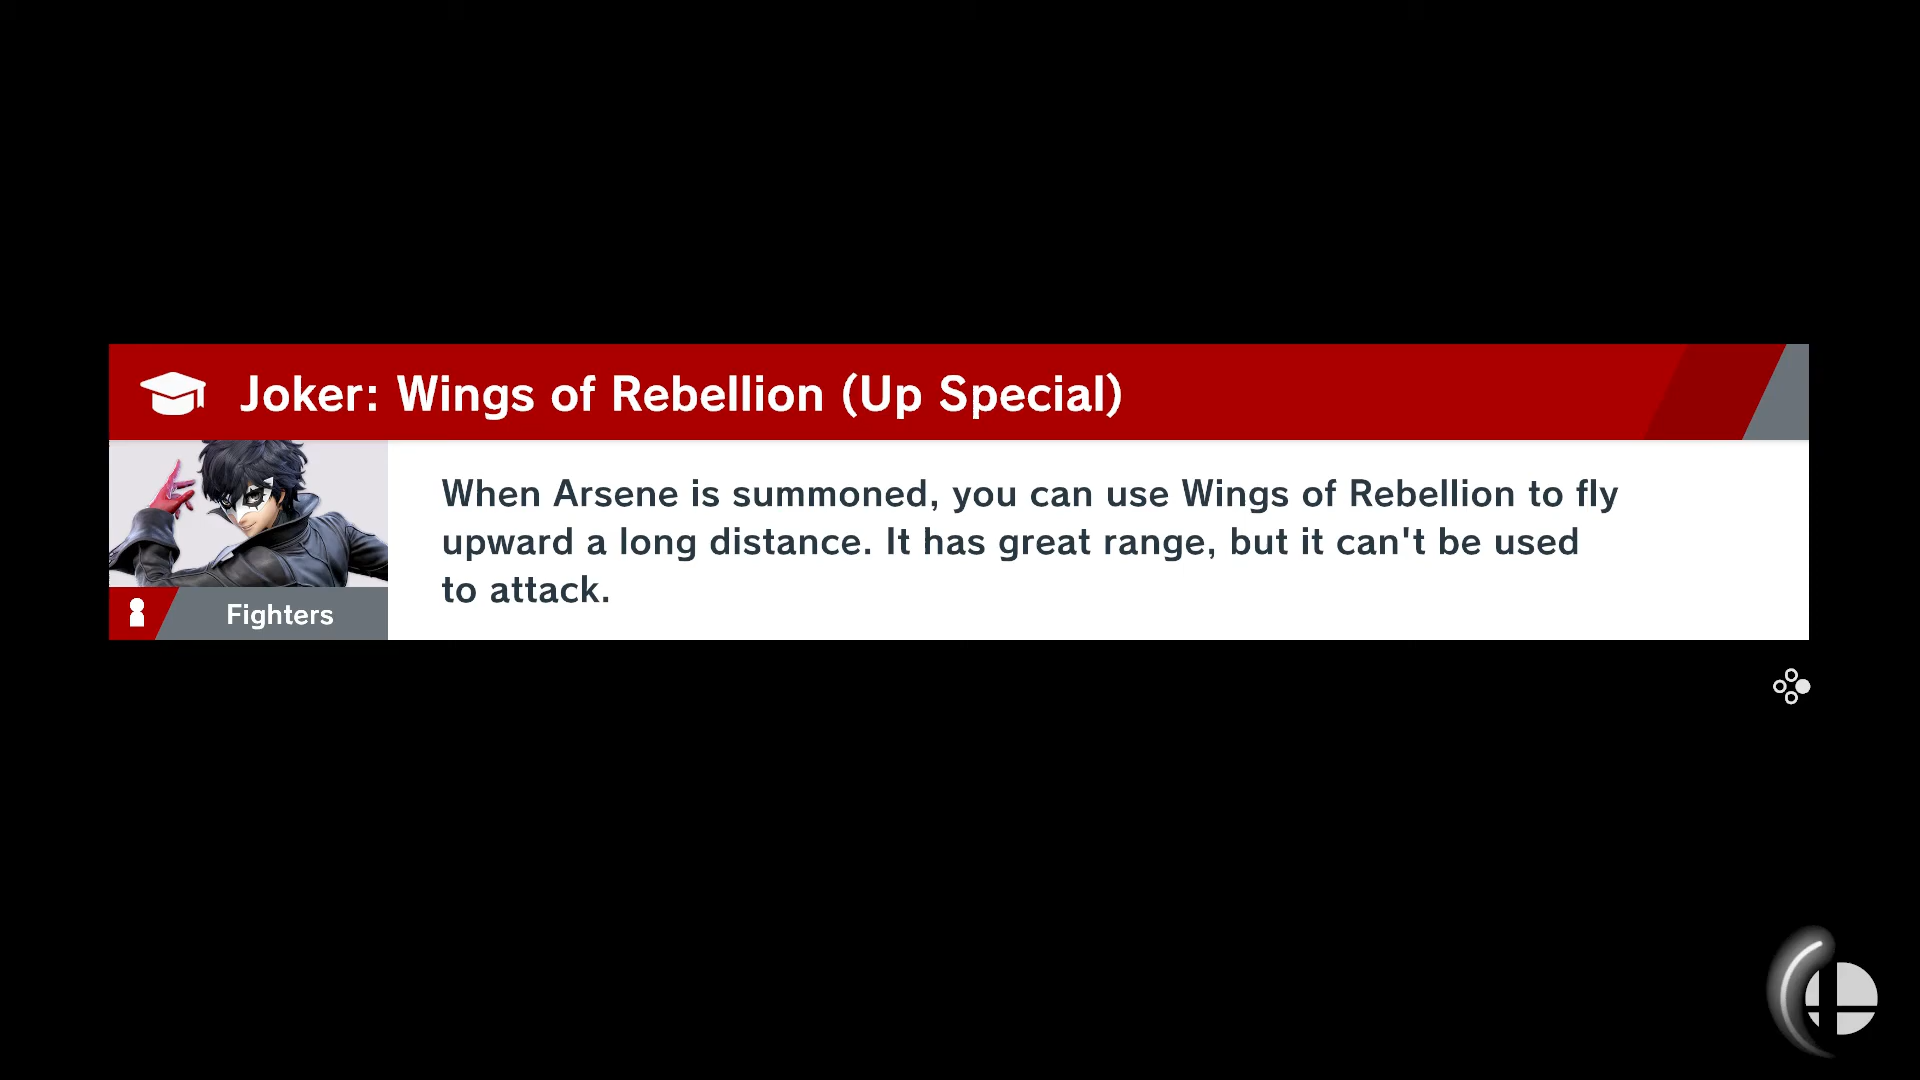 Joker: Wings of Rebellion (Up Special)
When Arsene is summoned, you can use Wings of Rebellion to fly
upward a long distance. It has great range, but it can't be used
to attack.
Fighters